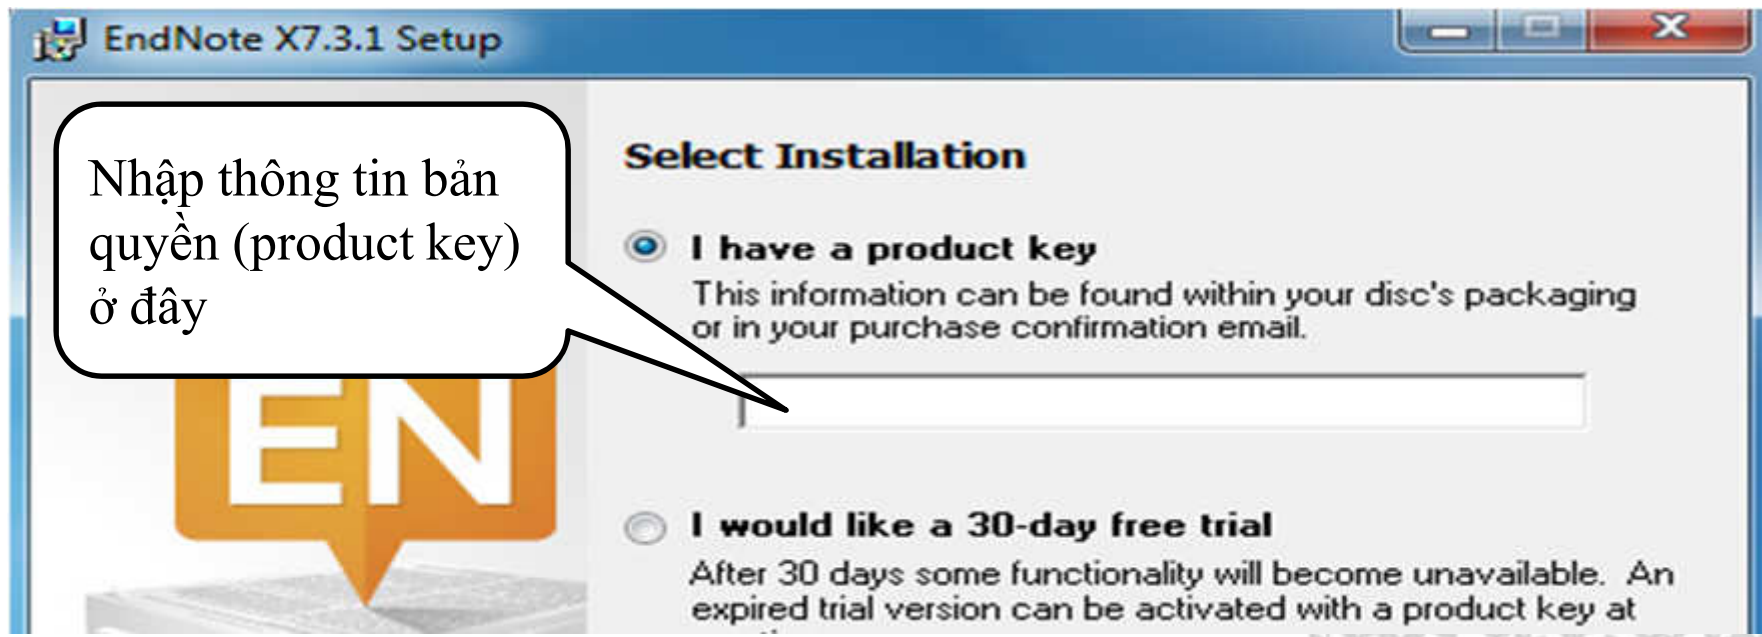 EndNote X7.3.1 Setup
Nhập thông tin bản
quyền (product key)
ở đây
EN
Select Installation
I have a product key
This information can be found within your disc's packaging
or in your purchase confirmation email.
I would like a 30-day free trial
After 30 days some functionality will become unavailable. An
expired trial version can be activated with a product key at